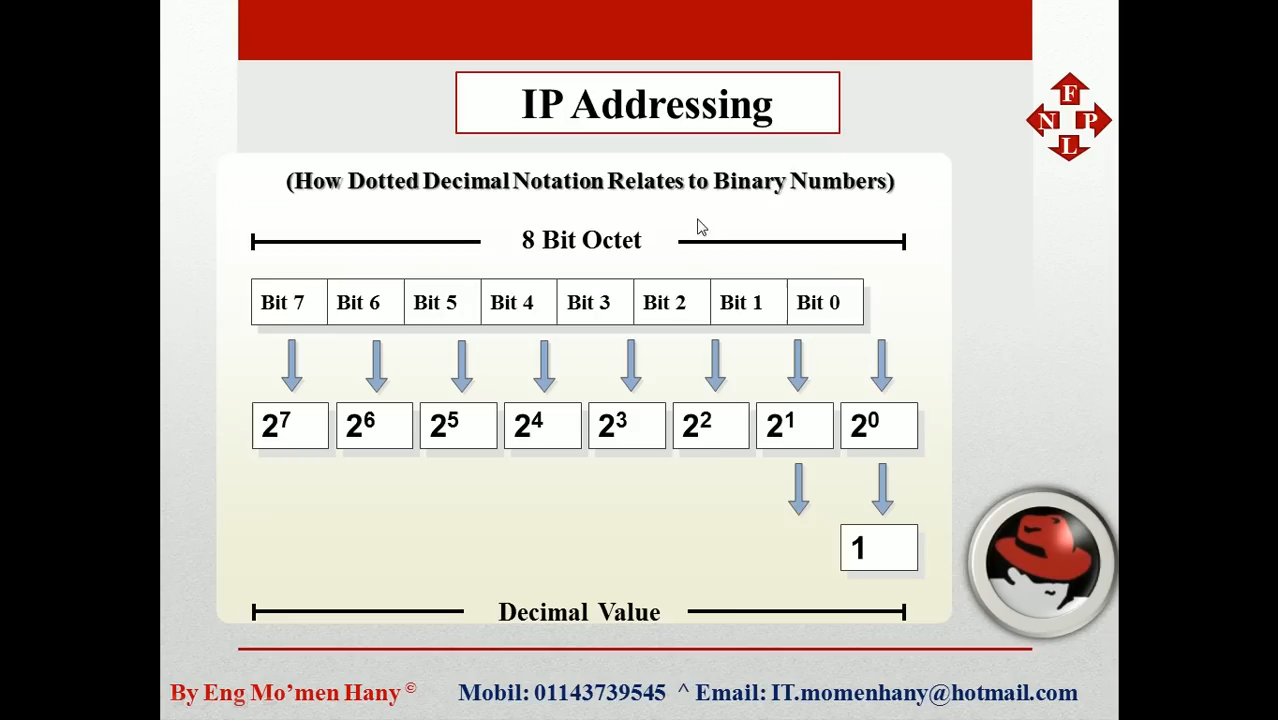 IP Addressing
F
N P
L
(How Dotted Decimal Notation Relates to Binary Numbers)
8 Bit Octet
Bit 7 Bit 6 Bit 5 Bit 4 Bit 3 Bit 2 Bit 1 Bit 0
2⁷ 2⁶ 2⁵ 2⁴ 2³ 2² 2¹ 2⁰
1
Decimal Value
By Eng Mo’men Hany © Mobil: 01143739545 ^ Email: IT.momenhany@hotmail.com